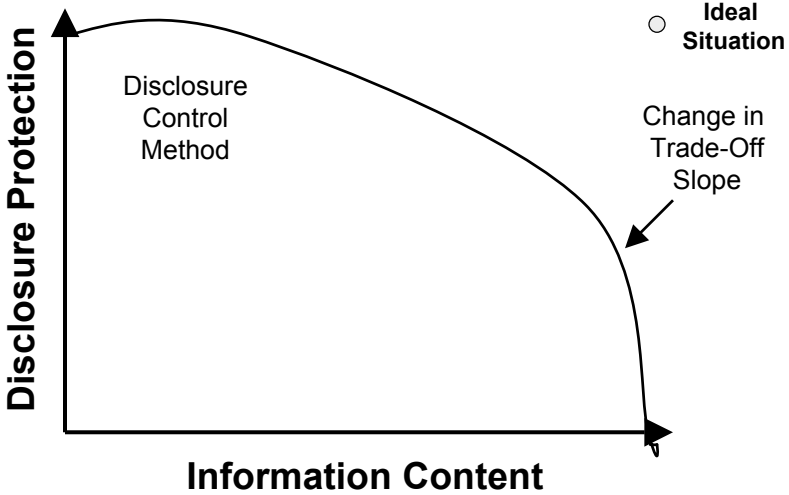 Ideal
Situation
Disclosure
Control
Method
Change in
Trade-Off
Slope
Disclosure Protection
Information Content